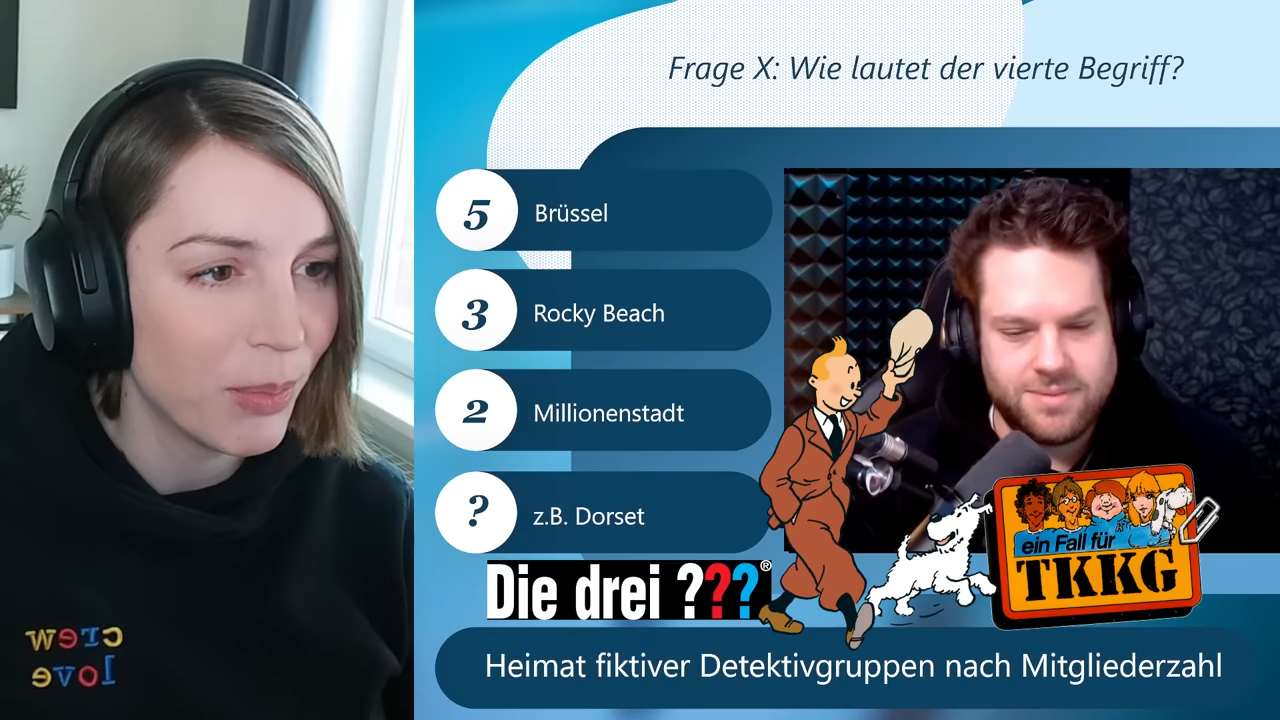 Frage X: Wie lautet der vierte Begriff?
5 Brüssel
3 Rocky Beach
2 Millionenstadt
? z.B. Dorset
Die drei ???®
ein Fall für
TKKG
Heimat fiktiver Detektivgruppen nach Mitgliederzahl
crew
love